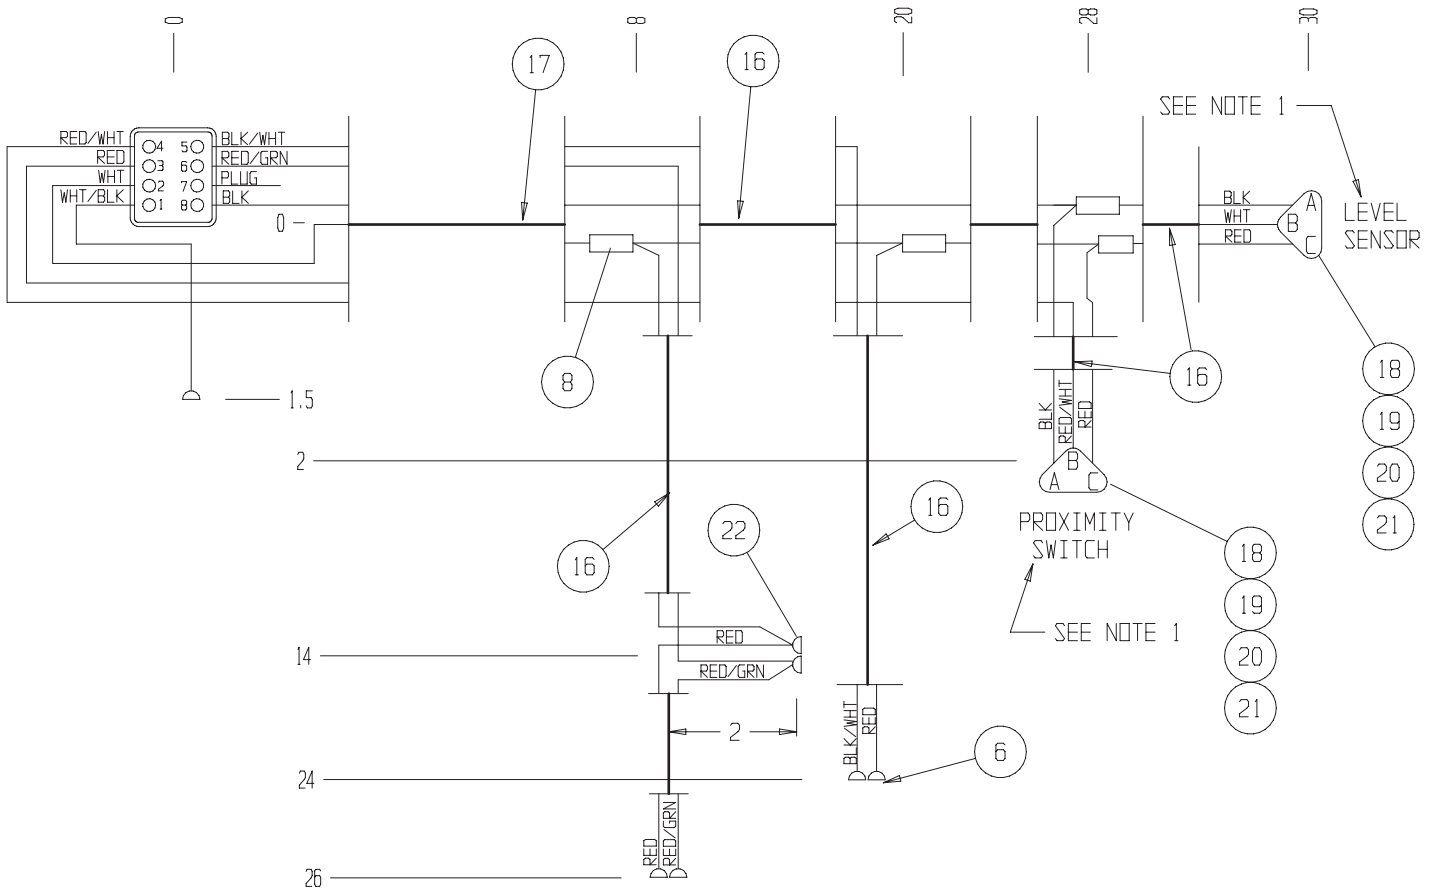 0
8
20
28
30
17
16
SEE NOTE 1
RED/WHT
4
5
BLK/WHT
RED
3
6
RED/GRN
WHT
2
7
PLUG
WHT/BLK
1
8
BLK
0
BLK
WHT
RED
A
B
C
LEVEL
SENSOR
8
16
18
19
20
21
1.5
BLK
RED/WHT
RED
2
B
A
C
PROXIMITY
SWITCH
SEE NOTE 1
18
19
20
21
16
22
16
14
RED
RED/GRN
2
BLK/WHT
RED
6
24
RED
RED/GRN
26